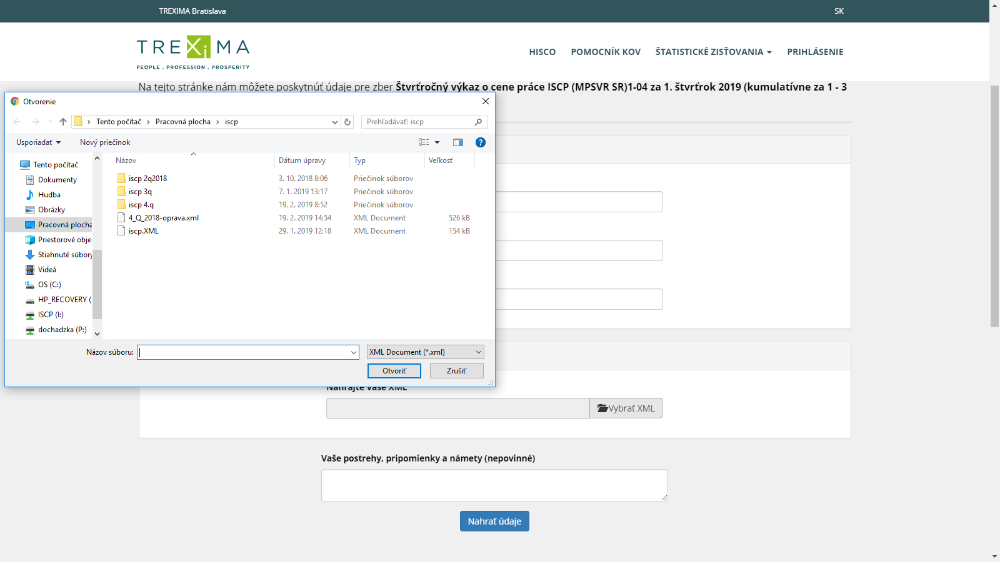 TREXIMA Bratislava
SK
TREXiMA
PEOPLE . PROFESSION . PROSPERITY
HISCO
POMOCNÍK KOV
ŠTATISTICKÉ ZISŤOVANIA
PRIHLÁSENIE
Na tejto stránke nám môžete poskytnúť údaje pre zber Štvrťročný výkaz o cene práce ISCP (MPSVR SR)1-04 za 1. štvrťrok 2019 (kumulatívne za 1 - 3
Otvorenie
Tento počítač
Pracovná plocha
iscp
Prehľadávať: iscp
Usporiadať
Nový priečinok
Názov
Dátum úpravy
Typ
Veľkosť
Tento počítač
Dokumenty
Hudba
Obrázky
Pracovná plocha
Priestorové obje
Stiahnuté súbory
Videá
OS (C:)
HP_RECOVERY (
ISCP (I:)
dochadzka (P:)
iscp 2q2018 3. 10. 2018 8:06 Priečinok súborov
iscp 3q 7. 1. 2019 13:17 Priečinok súborov
iscp 4.q 19. 2. 2019 8:52 Priečinok súborov
4_Q_2018-oprava.xml 19. 2. 2019 14:54 XML Document 526 kB
iscp.XML 29. 1. 2019 12:18 XML Document 154 kB
Názov súboru:
XML Document (*.xml)
Otvoriť
Zrušiť
Nahrajte Vaše XML
Vybrať XML
Vaše postrehy, pripomienky a námety (nepovinné)
Nahrať údaje